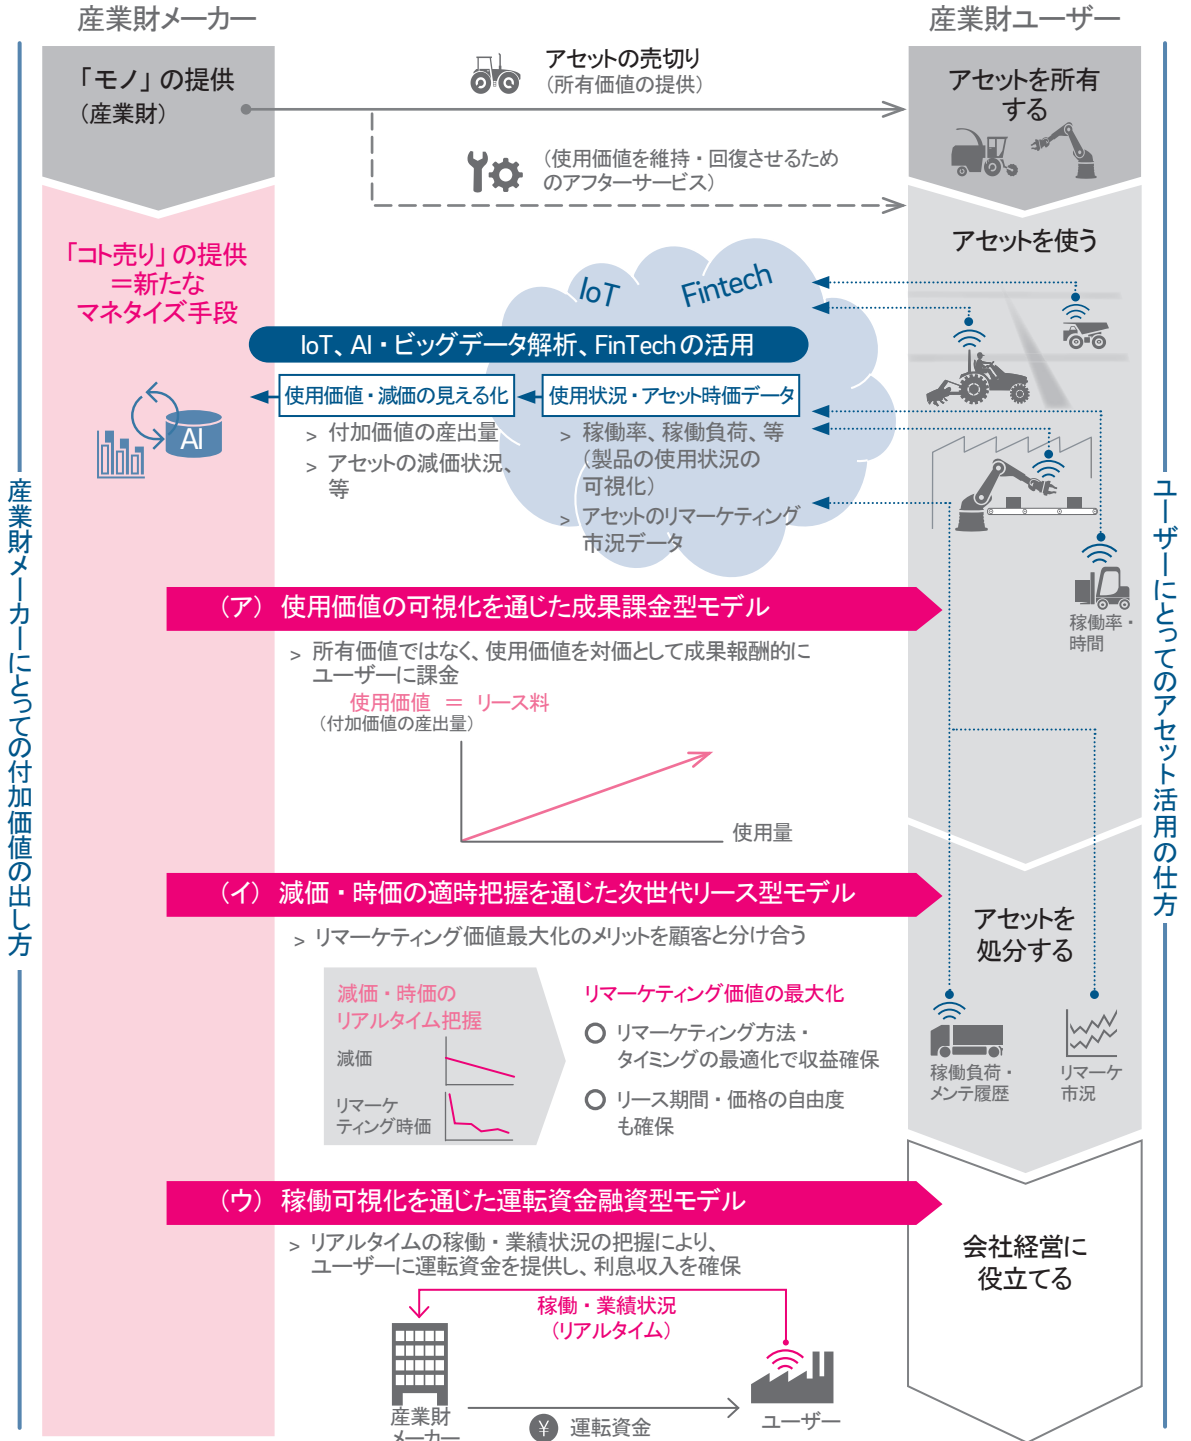 産業財メーカー
産業財ユーザー
「モノ」の提供
（産業財）
アセットの売切り
（所有価値の提供）
アセットを所有
する
（使用価値を維持・回復させるため
のアフターサービス）
「コト売り」の提供
＝新たな
マネタイズ手段
アセットを使う
IoT
Fintech
IoT、AI・ビッグデータ解析、FinTechの活用
使用価値・減価の見える化
使用状況・アセット時価データ
AI
> 付加価値の産出量
> アセットの減価状況、
等
> 稼働率、稼働負荷、等
（製品の使用状況の
可視化）
> アセットのリマーケティング
市況データ
稼働率・
時間
産業財メーカーにとっての付加価値の出し方
ユーザーにとってのアセット活用の仕方
（ア） 使用価値の可視化を通じた成果課金型モデル
> 所有価値ではなく、使用価値を対価として成果報酬的に
ユーザーに課金
使用価値 ＝ リース料
（付加価値の産出量）
使用量
（イ） 減価・時価の適時把握を通じた次世代リース型モデル
> リマーケティング価値最大化のメリットを顧客と分け合う
アセットを
処分する
減価・時価の
リアルタイム把握
減価
リマーケ
ティング時価
リマーケティング価値の最大化
リマーケティング方法・
タイミングの最適化で収益確保
リース期間・価格の自由度
も確保
稼働負荷・
メンテ履歴
リマーケ
市況
（ウ） 稼働可視化を通じた運転資金融資型モデル
> リアルタイムの稼働・業績状況の把握により、
ユーザーに運転資金を提供し、利息収入を確保
会社経営に
役立てる
稼働・業績状況
（リアルタイム）
産業財
メーカー
¥ 運転資金
ユーザー